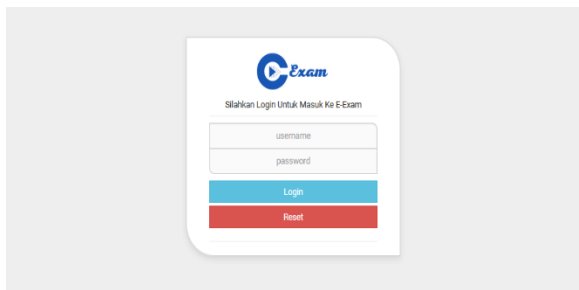 Exam
Silahkan Login Untuk Masuk Ke E-Exam
username
password
Login
Reset